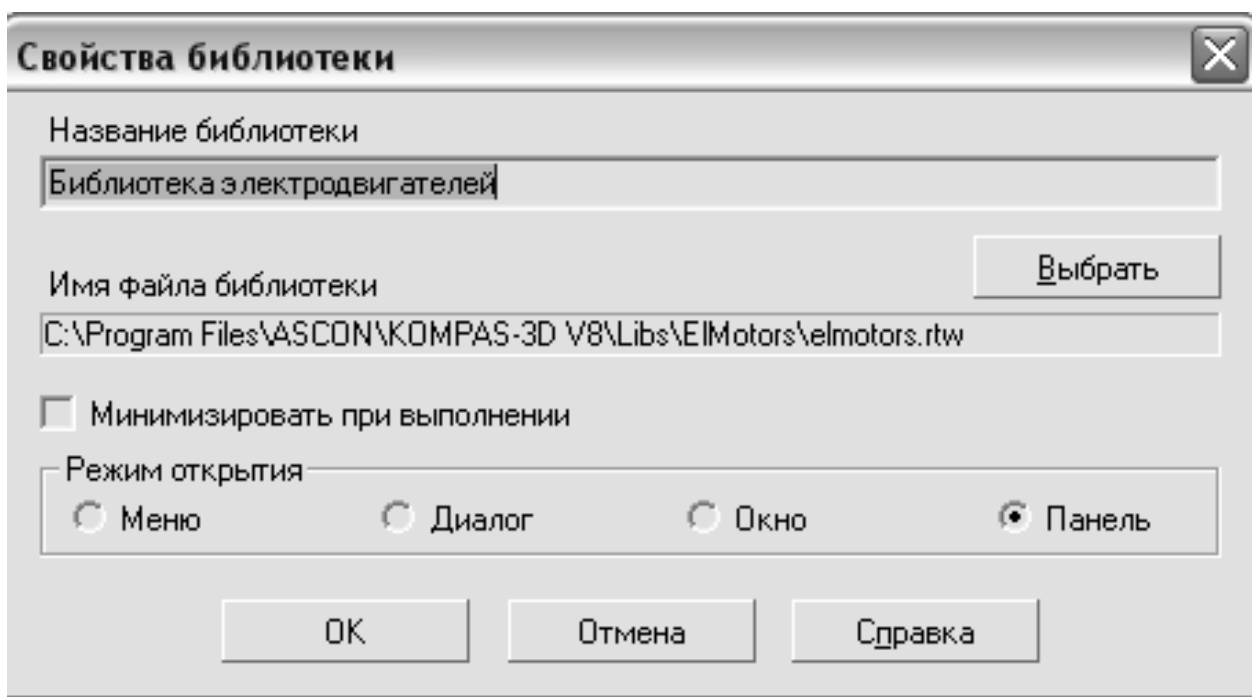 Свойства библиотеки
Название библиотеки
Библиотека электродвигателей
Выбрать
Имя файла библиотеки
C:\Program Files\ASCON\KOMPAS-3D V8\Libs\ElMotors\elmotors.rtw
Минимизировать при выполнении
Режим открытия
Меню Диалог Окно Панель
OK Отмена Справка